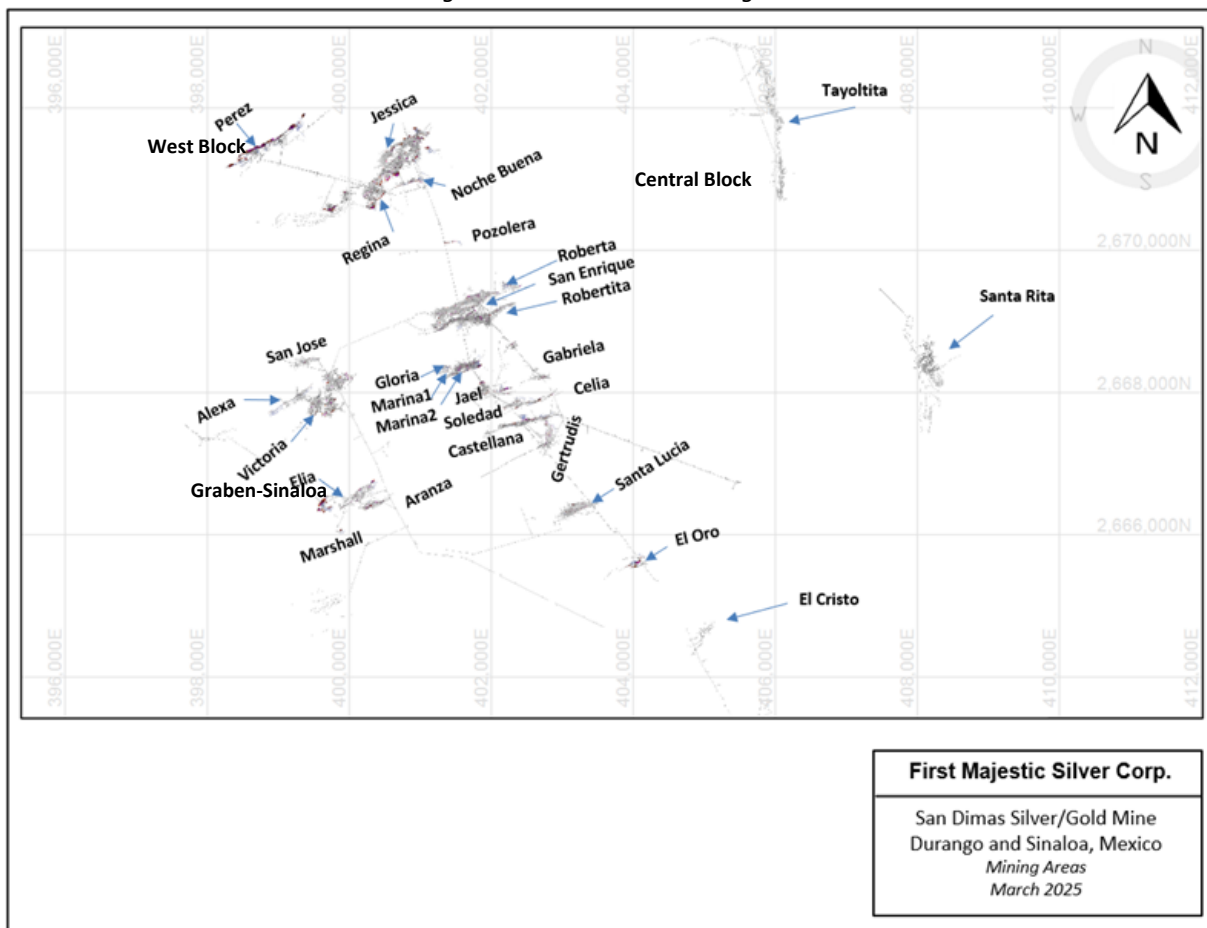 396,000E
398,000E
400,000E
402,000E
404,000E
408,000E
410,000E
412,000E
N
W
S
N
Tayoltita
Perez
Jessica
West Block
Noche Buena
Central Block
Regina
Pozolera
2,670,000N
Roberta
San Enrique
Robertita
Santa Rita
San Jose
Gabriela
Gloria
Marina1
Marina2
Jael
Celia
2,668,000N
Alexa
Soledad
Victoria
Castellana
Gertrudis
Santa Lucia
Elia
Graben-Sinaloa
Aranza
Marshall
2,666,000N
El Oro
El Cristo
396,000E
398,000E
400,000E
402,000E
404,000E
406,000E
408,000E
410,000E
412,000E
First Majestic Silver Corp.
San Dimas Silver/Gold Mine
Durango and Sinaloa, Mexico
Mining Areas
March 2025